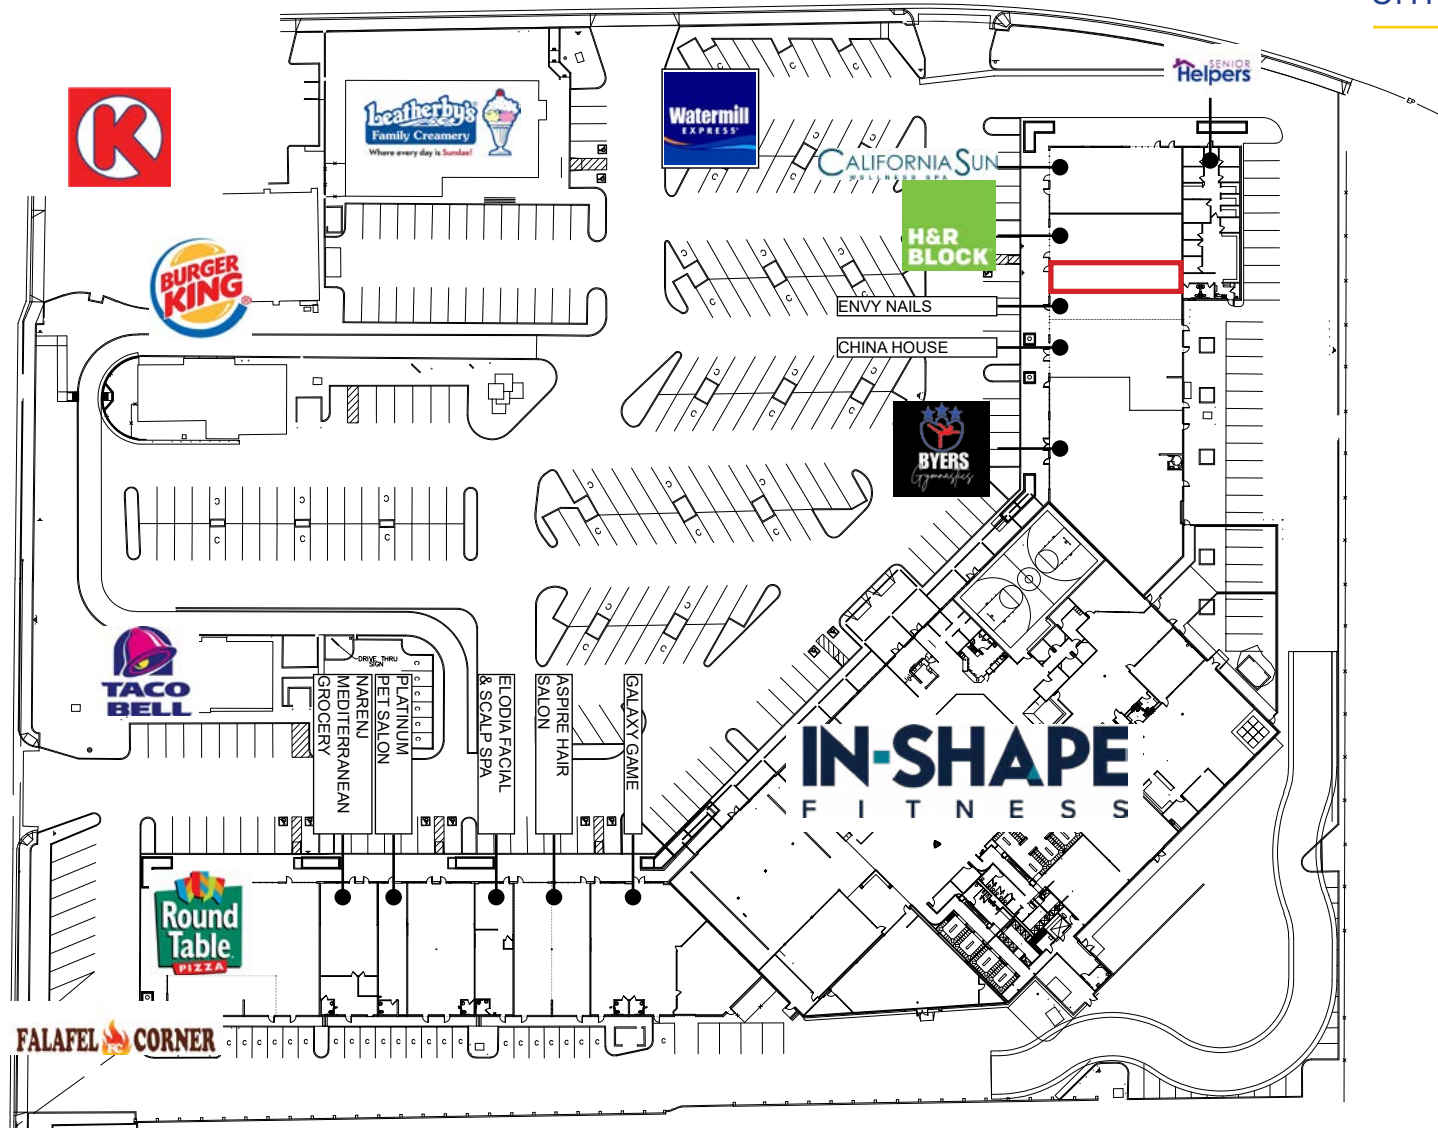 SENIOR
Helpers
K
Leatherby's
Family Creamery
Where every day is Sundae!
Watermill
EXPRESS
CALIFORNIA SUN
WELLNESS SPA
H&R
BLOCK
BURGER
KING
ENVY NAILS
CHINA HOUSE
BYERS
Gymnastics
TACO
BELL
DRIVE THRU
SIGN
NARENJ
MEDITERRANEAN
GROCERY
PLATINUM
PET SALON
ELODIA FACIAL
& SCALP SPA
ASPIRE HAIR
SALON
GALAXY GAME
IN-SHAPE
FITNESS
Round
Table
PIZZA
FALAFEL FC CORNER